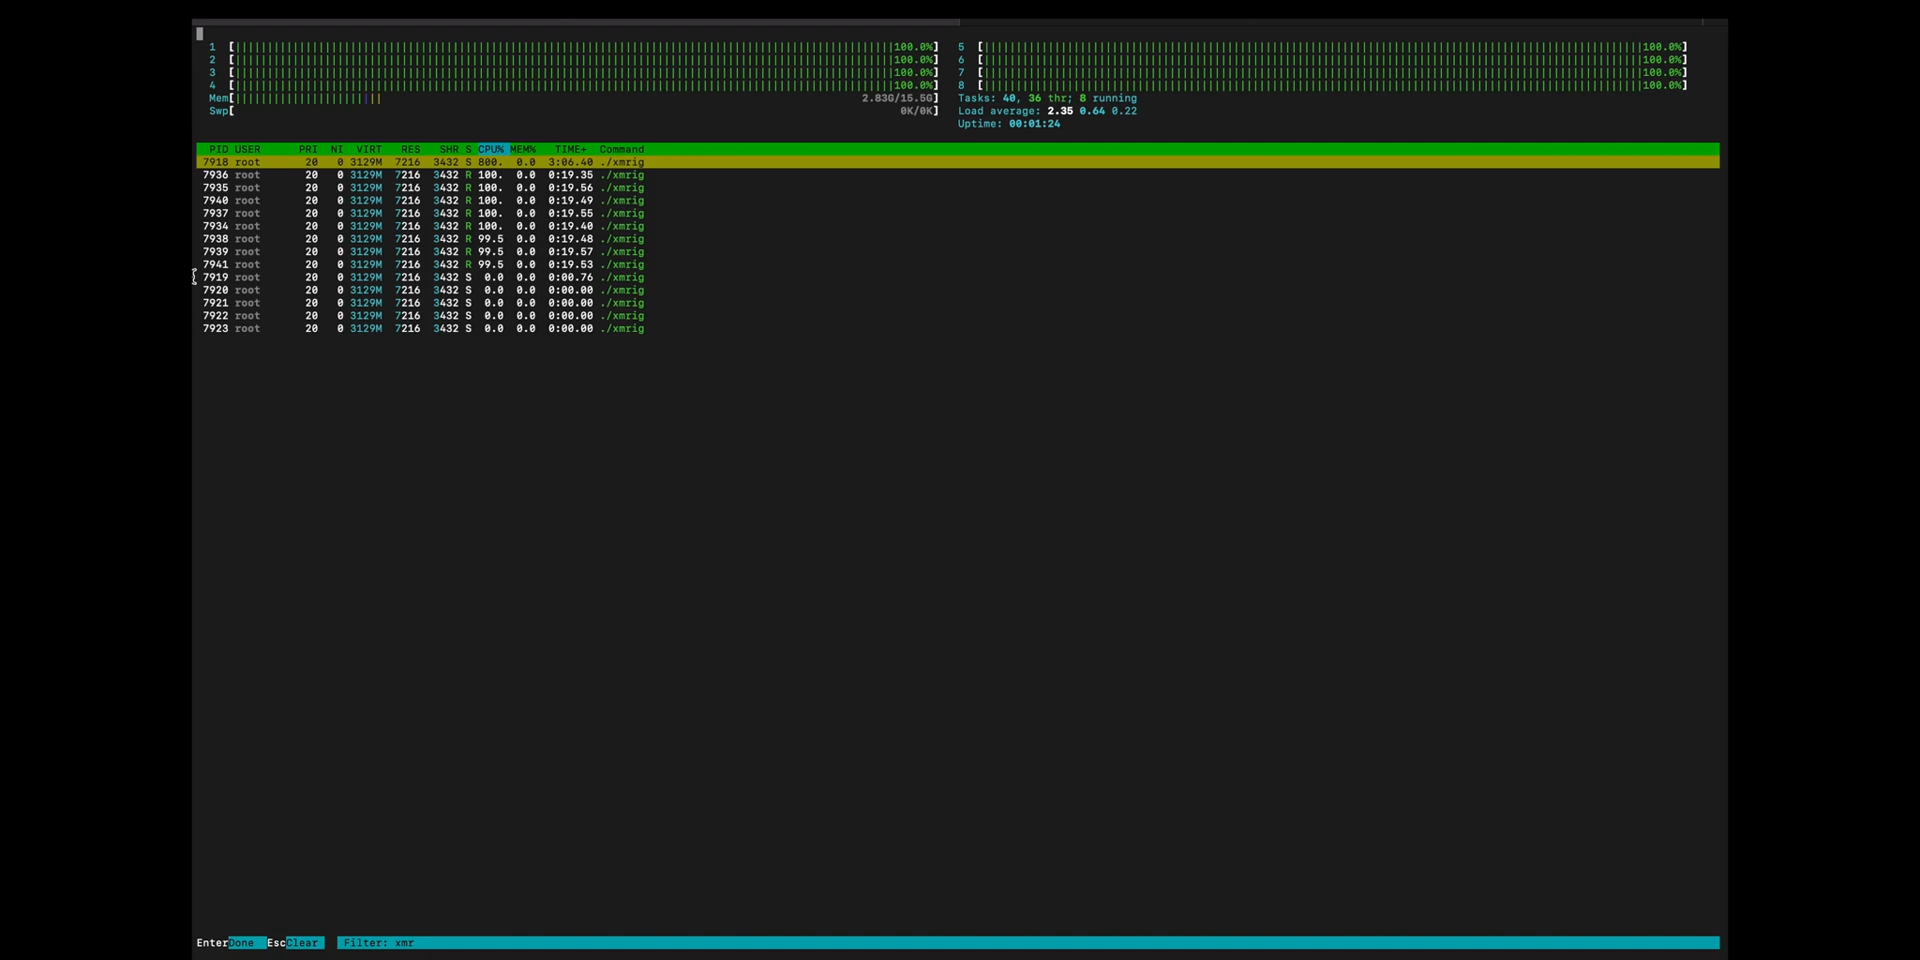 1 [100.0%] 5 [100.0%]
2 [100.0%] 6 [100.0%]
3 [100.0%] 7 [100.0%]
4 [100.0%] 8 [100.0%]
Mem[2.83G/15.5G] Tasks: 40, 36 thr; 8 running
Swp[0K/0K] Load average: 2.35 0.64 0.22
Uptime: 00:01:24
PID USER PRI NI VIRT RES SHR S CPU% MEM% TIME+ Command
7918 root 20 0 3129M 7216 3432 S 800. 0.0 3:06.40 ./xmrig
7936 root 20 0 3129M 7216 3432 R 100. 0.0 0:19.35 ./xmrig
7935 root 20 0 3129M 7216 3432 R 100. 0.0 0:19.56 ./xmrig
7940 root 20 0 3129M 7216 3432 R 100. 0.0 0:19.49 ./xmrig
7937 root 20 0 3129M 7216 3432 R 100. 0.0 0:19.55 ./xmrig
7934 root 20 0 3129M 7216 3432 R 100. 0.0 0:19.40 ./xmrig
7938 root 20 0 3129M 7216 3432 R 99.5 0.0 0:19.48 ./xmrig
7939 root 20 0 3129M 7216 3432 R 99.5 0.0 0:19.57 ./xmrig
7941 root 20 0 3129M 7216 3432 R 99.5 0.0 0:19.53 ./xmrig
7919 root 20 0 3129M 7216 3432 S 0.0 0.0 0:00.76 ./xmrig
7920 root 20 0 3129M 7216 3432 S 0.0 0.0 0:00.00 ./xmrig
7921 root 20 0 3129M 7216 3432 S 0.0 0.0 0:00.00 ./xmrig
7922 root 20 0 3129M 7216 3432 S 0.0 0.0 0:00.00 ./xmrig
7923 root 20 0 3129M 7216 3432 S 0.0 0.0 0:00.00 ./xmrig
EnterDone EscClear Filter: xmr